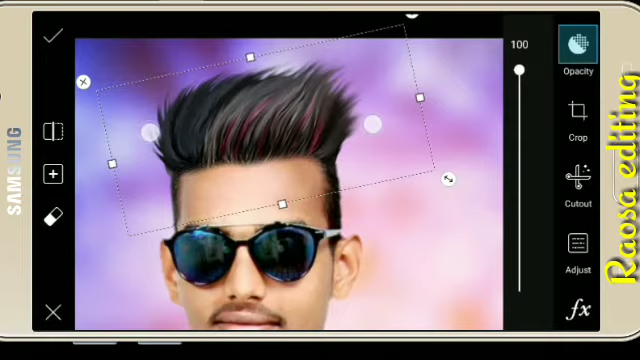 SAMSUNG
100
Opacity
Crop
Cutout
Adjust
fx
Raosa editing